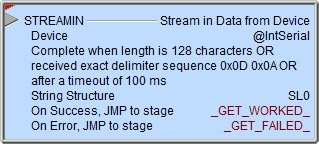 STREAMIN Stream in Data from Device
Device @IntSerial
Complete when length is 128 characters OR
received exact delimiter sequence 0x0D 0x0A OR
after a timeout of 100 ms
String Structure SL0
On Success, JMP to stage _GET_WORKED_
On Error, JMP to stage _GET_FAILED_